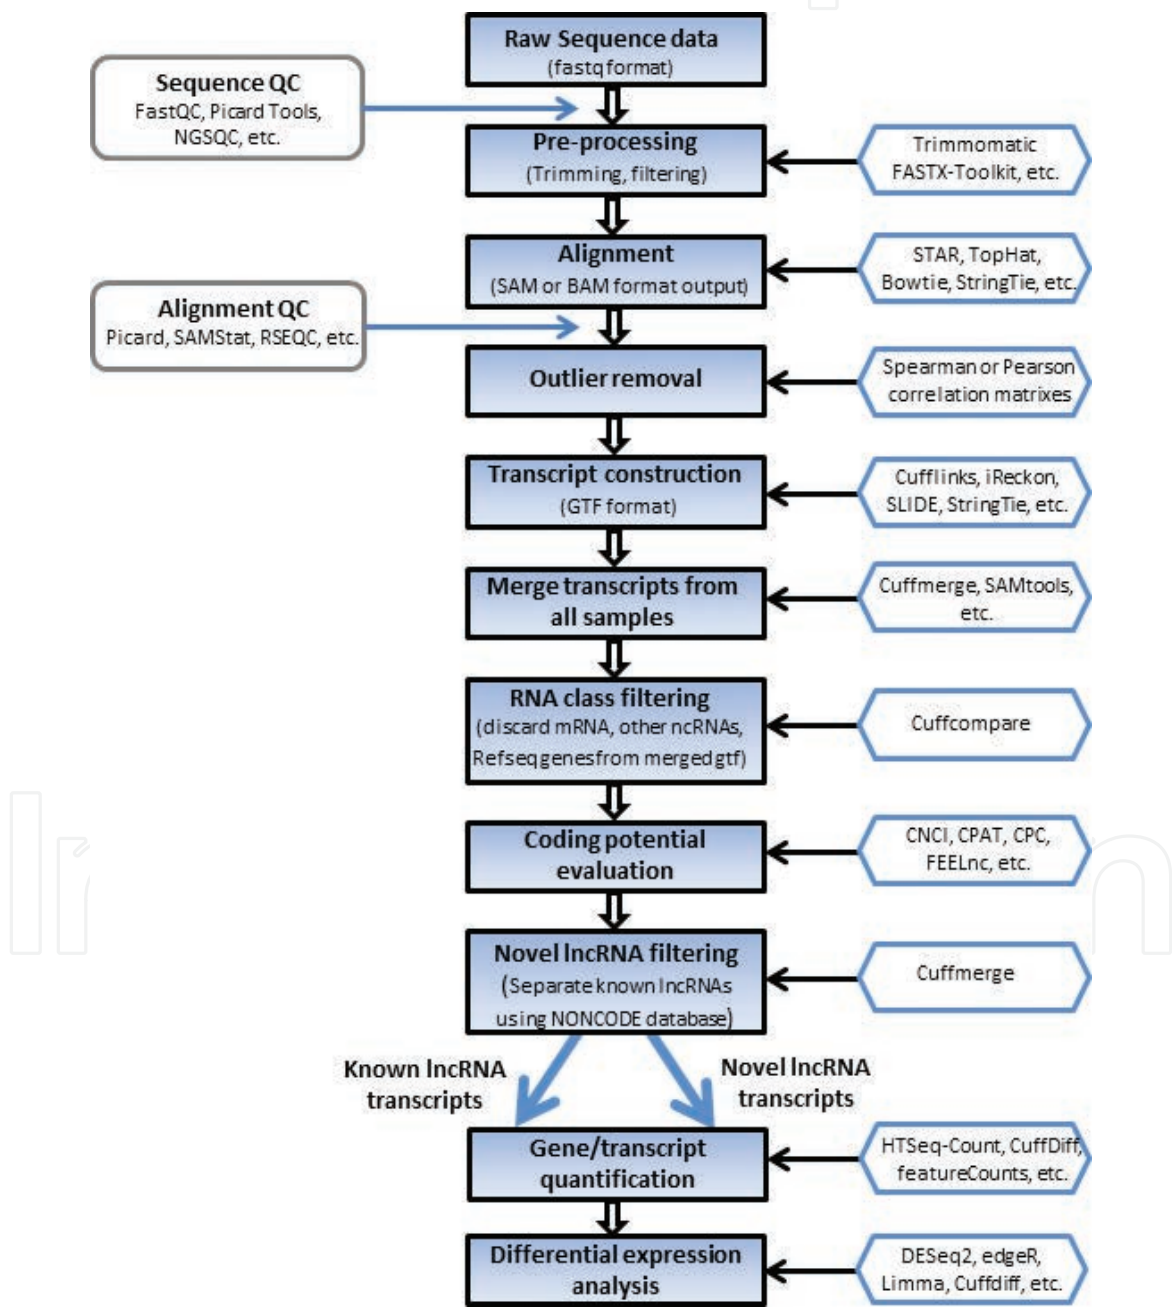 Raw Sequence data
(fastq format)
Sequence QC
FastQC, Picard Tools,
NGSQC, etc.
Pre-processing
(Trimming, filtering)
Trimmomatic
FASTX-Toolkit, etc.
Alignment
(SAM or BAM format output)
STAR, TopHat,
Bowtie, StringTie, etc.
Alignment QC
Picard, SAMStat, RSEQC, etc.
Outlier removal
Spearman or Pearson
correlation matrixes
Transcript construction
(GTF format)
Cufflinks, iReckon,
SLIDE, StringTie, etc.
Merge transcripts from
all samples
Cuffmerge, SAMtools,
etc.
RNA class filtering
(discard mRNA, other ncRNAs,
Refseq genes from merged gtf)
Cuffcompare
Coding potential
evaluation
CNCI, CPAT, CPC,
FEELnc, etc.
Novel lncRNA filtering
(Separate known lncRNAs
using NONCODE database)
Cuffmerge
Known lncRNA
transcripts
Novel lncRNA
transcripts
Gene/transcript
quantification
HTSeq-Count, CuffDiff,
featureCounts, etc.
Differential expression
analysis
DESeq2, edgeR,
Limma, Cuffdiff, etc.